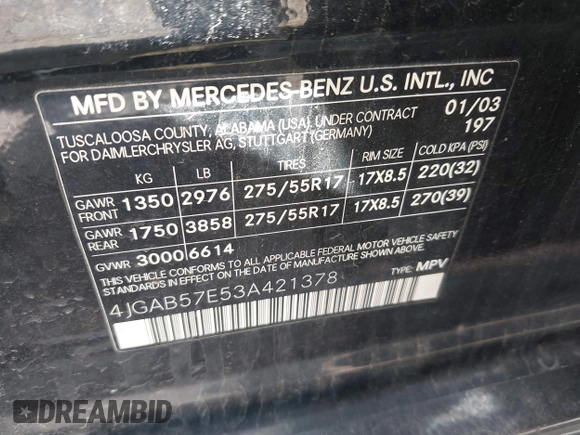 MFD BY MERCEDES-BENZ U.S. INTL., INC
TUSCALOOSA COUNTY, ALABAMA (USA), UNDER CONTRACT 01/03
FOR DAIMLERCHRYSLER AG, STUTTGART (GERMANY) 197
KG LB TIRES RIM SIZE COLD KPA (PSI)
GAWR FRONT 1350 2976 275/55R17 17X8.5 220(32)
GAWR REAR 1750 3858 275/55R17 17X8.5 270(39)
GVWR 3000 6614
THIS VEHICLE CONFORMS TO ALL APPLICABLE FEDERAL MOTOR VEHICLE SAFETY
STANDARDS IN EFFECT ON THE DATE OF MANUFACTURE SHOWN ABOVE.
4JGAB57E53A421378 TYPE: MPV
DREAMBID